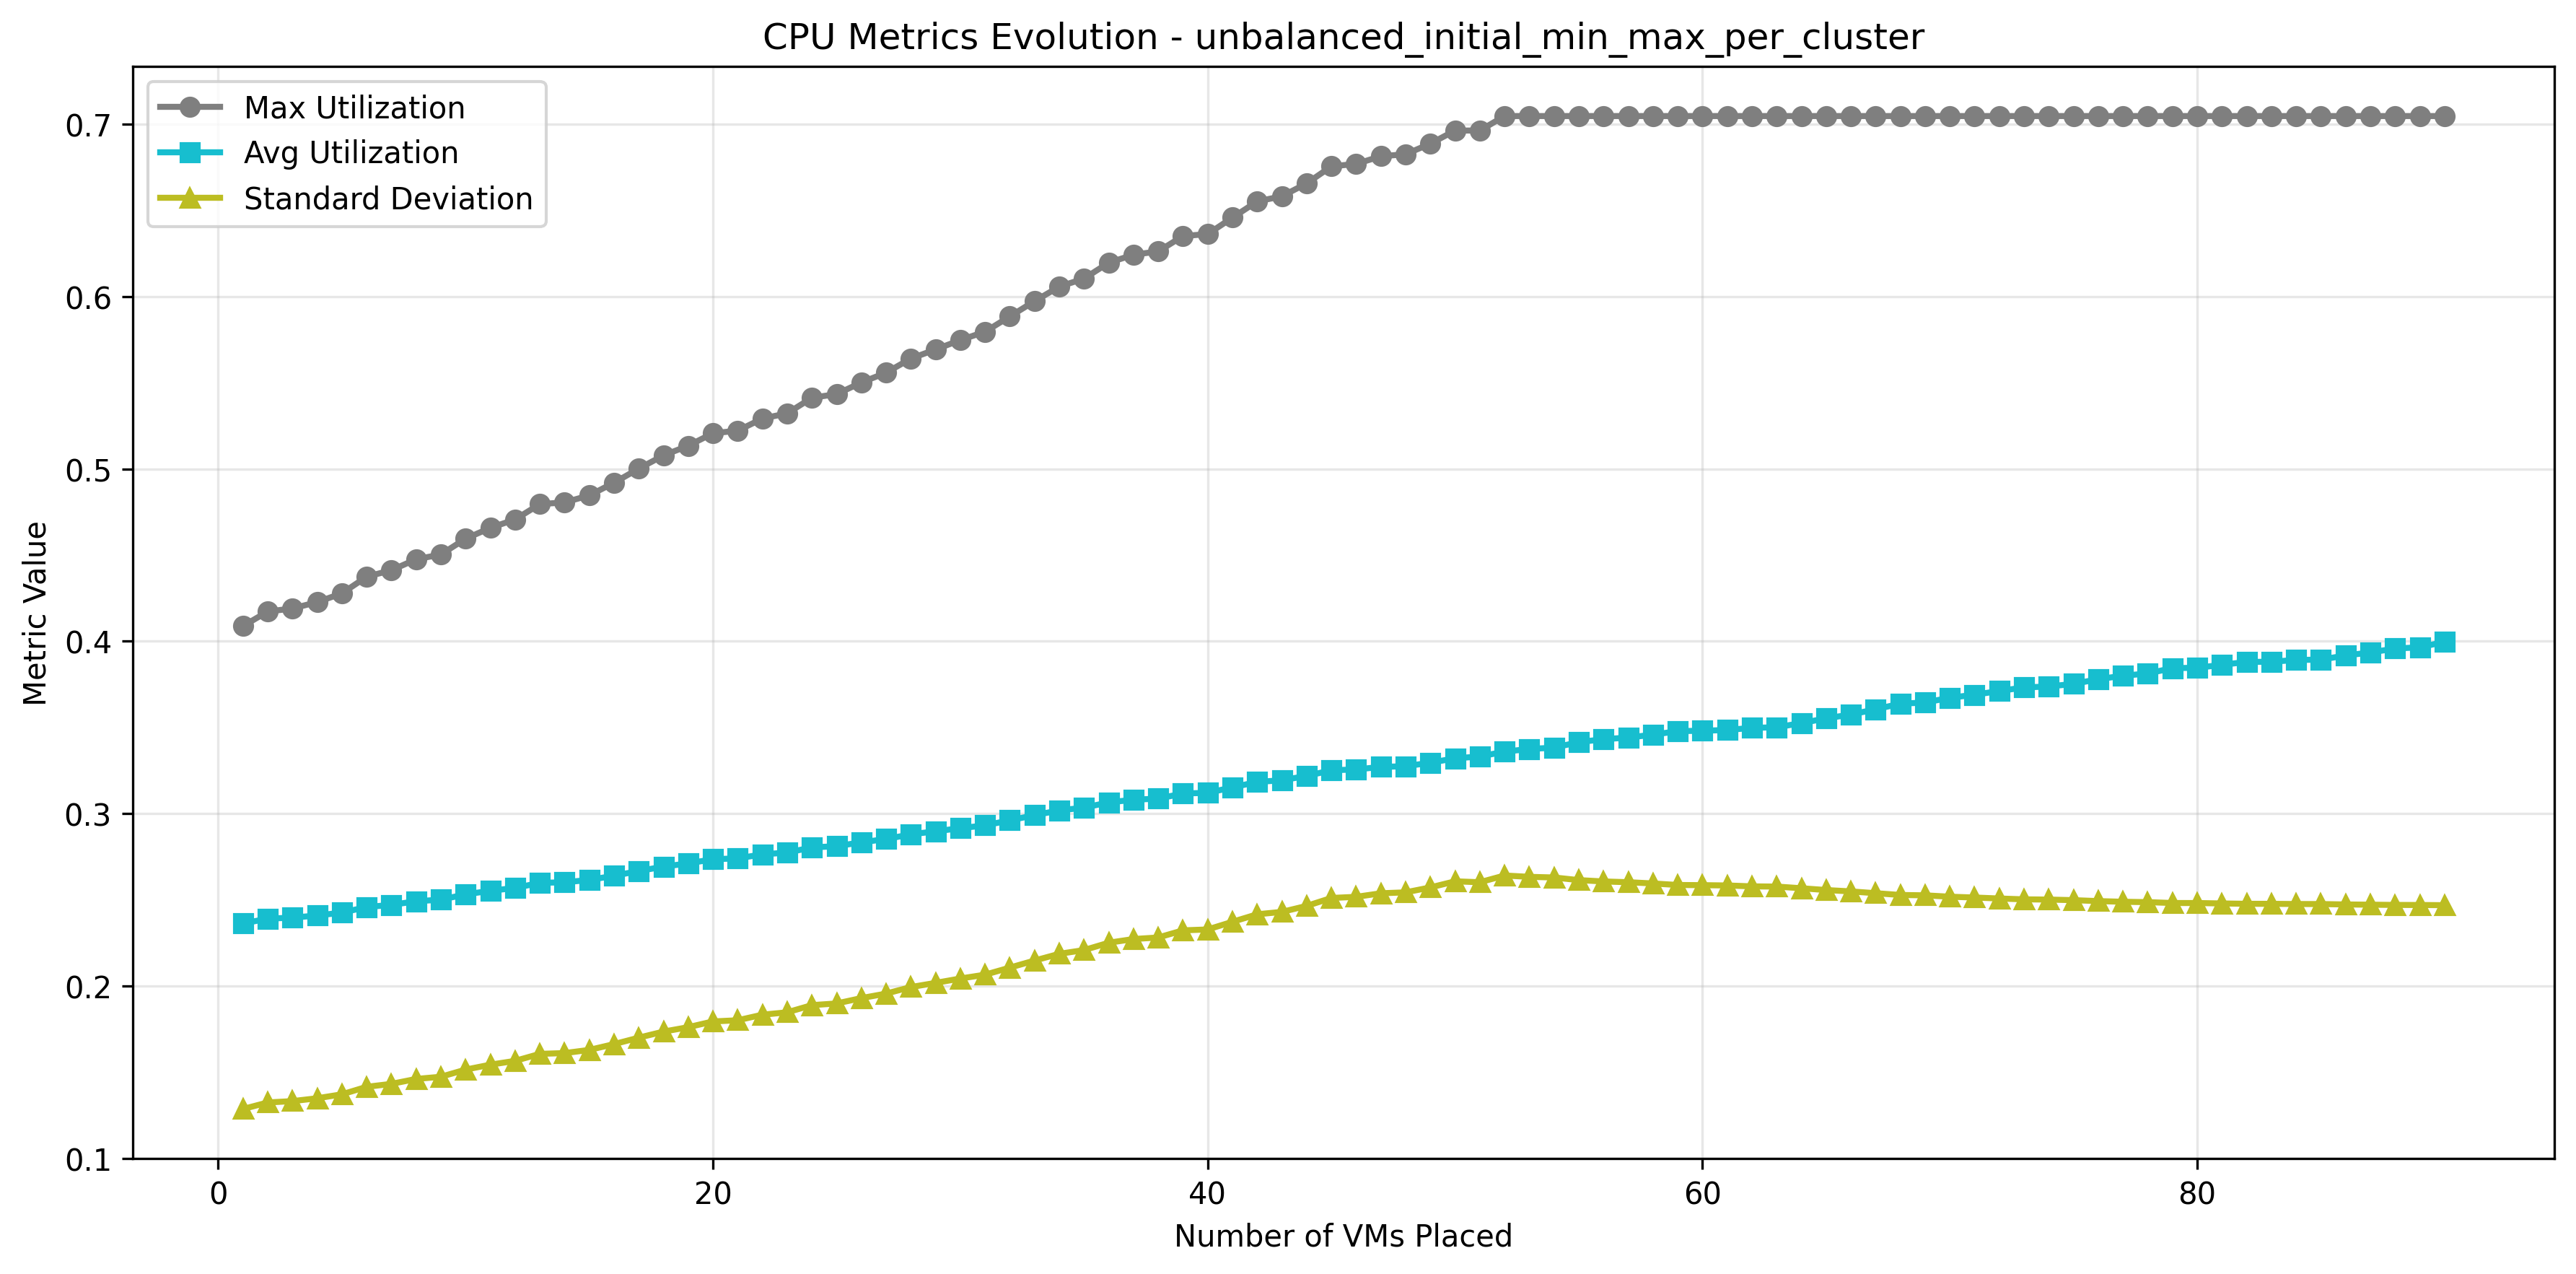 CPU Metrics Evolution - unbalanced_initial_min_max_per_cluster
Max Utilization
Avg Utilization
Standard Deviation
Metric Value
0.7
0.6
0.5
0.4
0.3
0.2
0.1
0 20 40 60 80
Number of VMs Placed